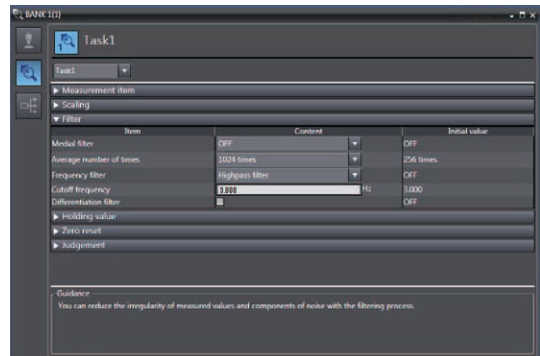 BANK 1(1)
1 Task1
Task1
Measurement item
Scaling
Filter
Item Content Initial value
Medial filter OFF OFF
Average number of times 1024 times 256 times
Frequency filter Highpass filter OFF
Cutoff frequency 3.000 Hz 3.000
Differentiation filter OFF
Holding value
Zero reset
Judgement
Guidance
You can reduce the irregularity of measured values and components of noise with the filtering process.